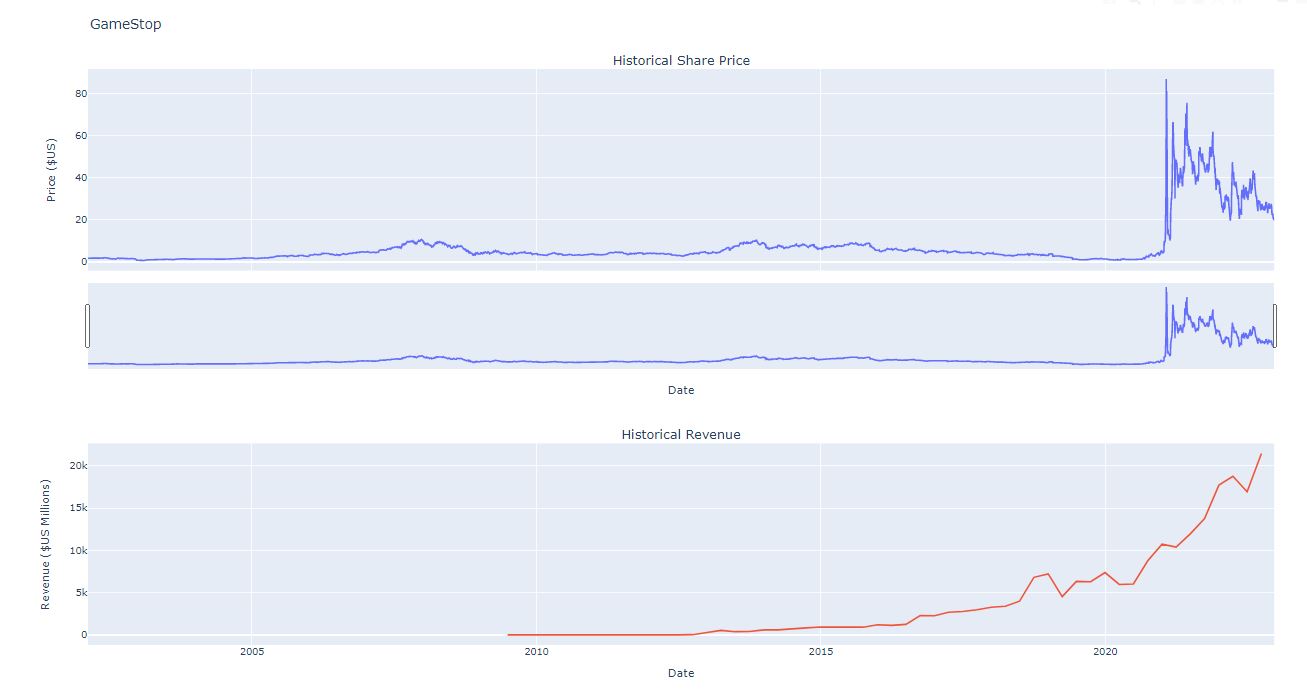 GameStop
Historical Share Price
Price ($US)
80
60
40
20
0
Date
Historical Revenue
Revenue ($US Millions)
20k
15k
10k
5k
0
2005 2010 2015 2020
Date